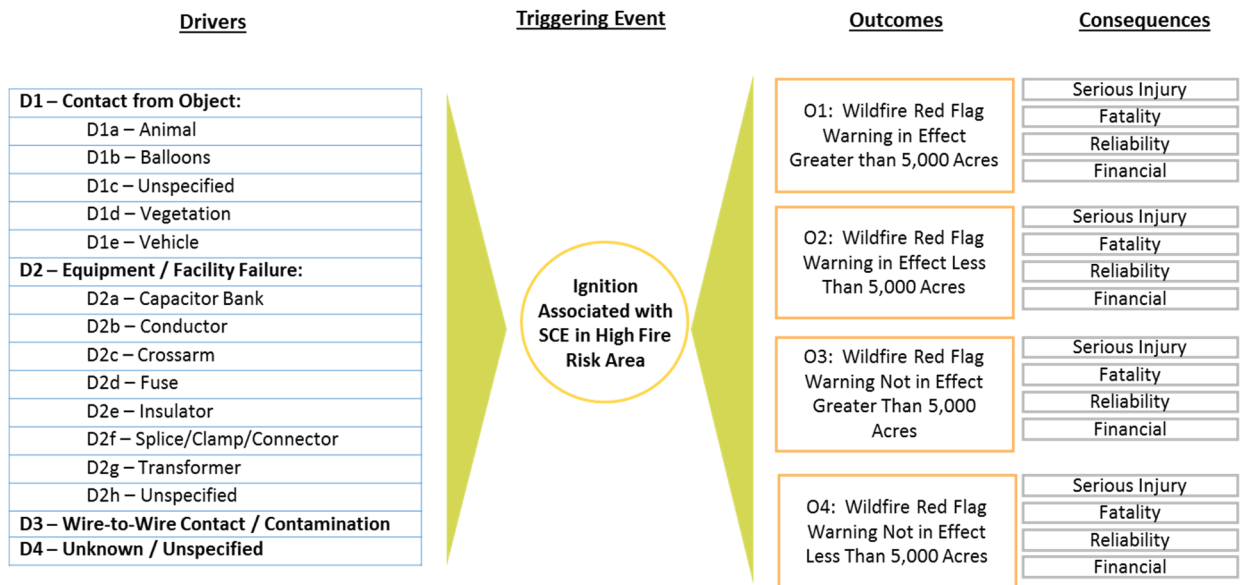 Drivers
Triggering Event
Outcomes
Consequences
D1 – Contact from Object:
D1a – Animal
D1b – Balloons
D1c – Unspecified
D1d – Vegetation
D1e – Vehicle
D2 – Equipment / Facility Failure:
D2a – Capacitor Bank
D2b – Conductor
D2c – Crossarm
D2d – Fuse
D2e – Insulator
D2f – Splice/Clamp/Connector
D2g – Transformer
D2h – Unspecified
D3 – Wire-to-Wire Contact / Contamination
D4 – Unknown / Unspecified
Ignition
Associated with
SCE in High Fire
Risk Area
O1: Wildfire Red Flag
Warning in Effect
Greater than 5,000 Acres
Serious Injury
Fatality
Reliability
Financial
O2: Wildfire Red Flag
Warning in Effect Less
Than 5,000 Acres
Serious Injury
Fatality
Reliability
Financial
O3: Wildfire Red Flag
Warning Not in Effect
Greater Than 5,000
Acres
Serious Injury
Fatality
Reliability
Financial
O4: Wildfire Red Flag
Warning Not in Effect
Less Than 5,000 Acres
Serious Injury
Fatality
Reliability
Financial